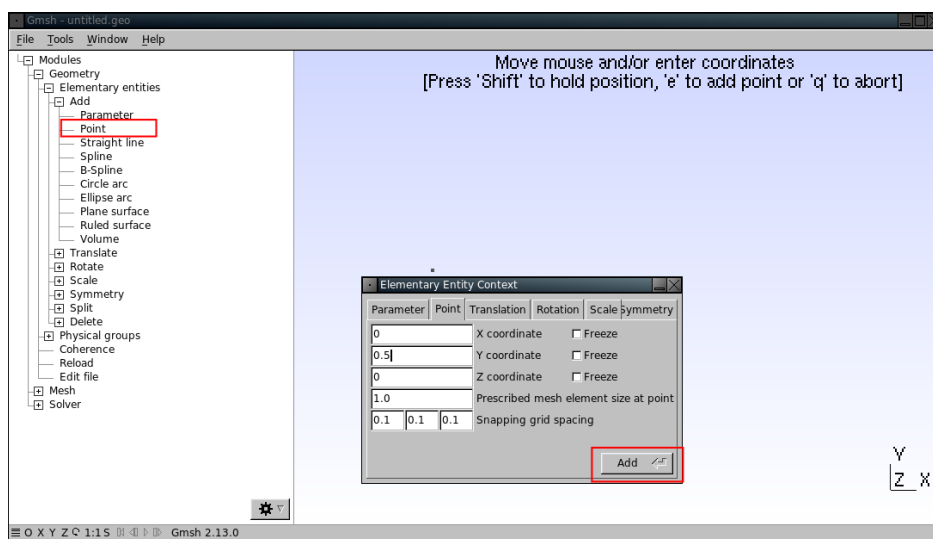 Gmsh - untitled.geo
File Tools Window Help
Modules
Geometry
Elementary entities
Add
Parameter
Point
Straight line
Spline
B-Spline
Circle arc
Ellipse arc
Plane surface
Ruled surface
Volume
Translate
Rotate
Scale
Symmetry
Split
Delete
Physical groups
Coherence
Reload
Edit file
Mesh
Solver
Move mouse and/or enter coordinates
[Press 'Shift' to hold position, 'e' to add point or 'q' to abort]
Elementary Entity Context
Parameter Point Translation Rotation Scale Symmetry
0 X coordinate Freeze
0.5 Y coordinate Freeze
0 Z coordinate Freeze
1.0 Prescribed mesh element size at point
0.1 0.1 0.1 Snapping grid spacing
Add
Y
Z X
O X Y Z 1:1 S Gmsh 2.13.0